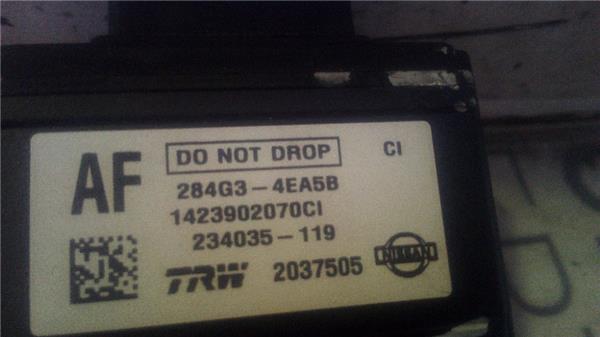 AF
DO NOT DROP
CI
284G3-4EA5B
1423902070CI
234035-119
TRW 2037505 NISSAN